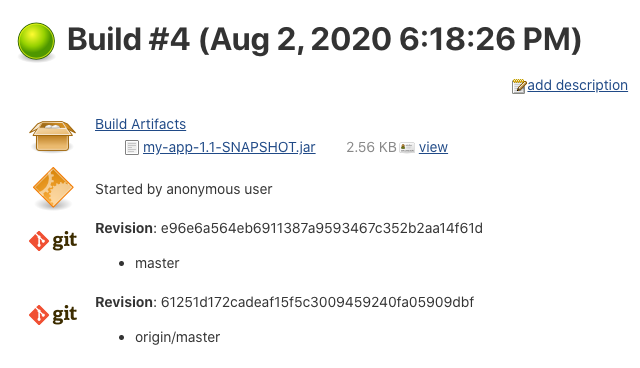 Build #4 (Aug 2, 2020 6:18:26 PM)
add description
Build Artifacts
my-app-1.1-SNAPSHOT.jar 2.56 KB view
Started by anonymous user
git Revision: e96e6a564eb6911387a9593467c352b2aa14f61d
master
git Revision: 61251d172cadeaf15f5c3009459240fa05909dbf
origin/master